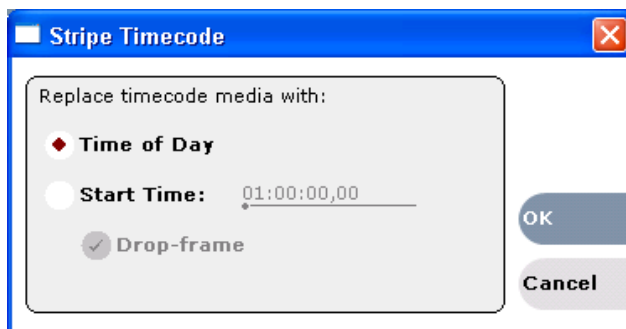 Stripe Timecode
Replace timecode media with:
Time of Day
Start Time: 01:00:00,00
Drop-frame
OK
Cancel